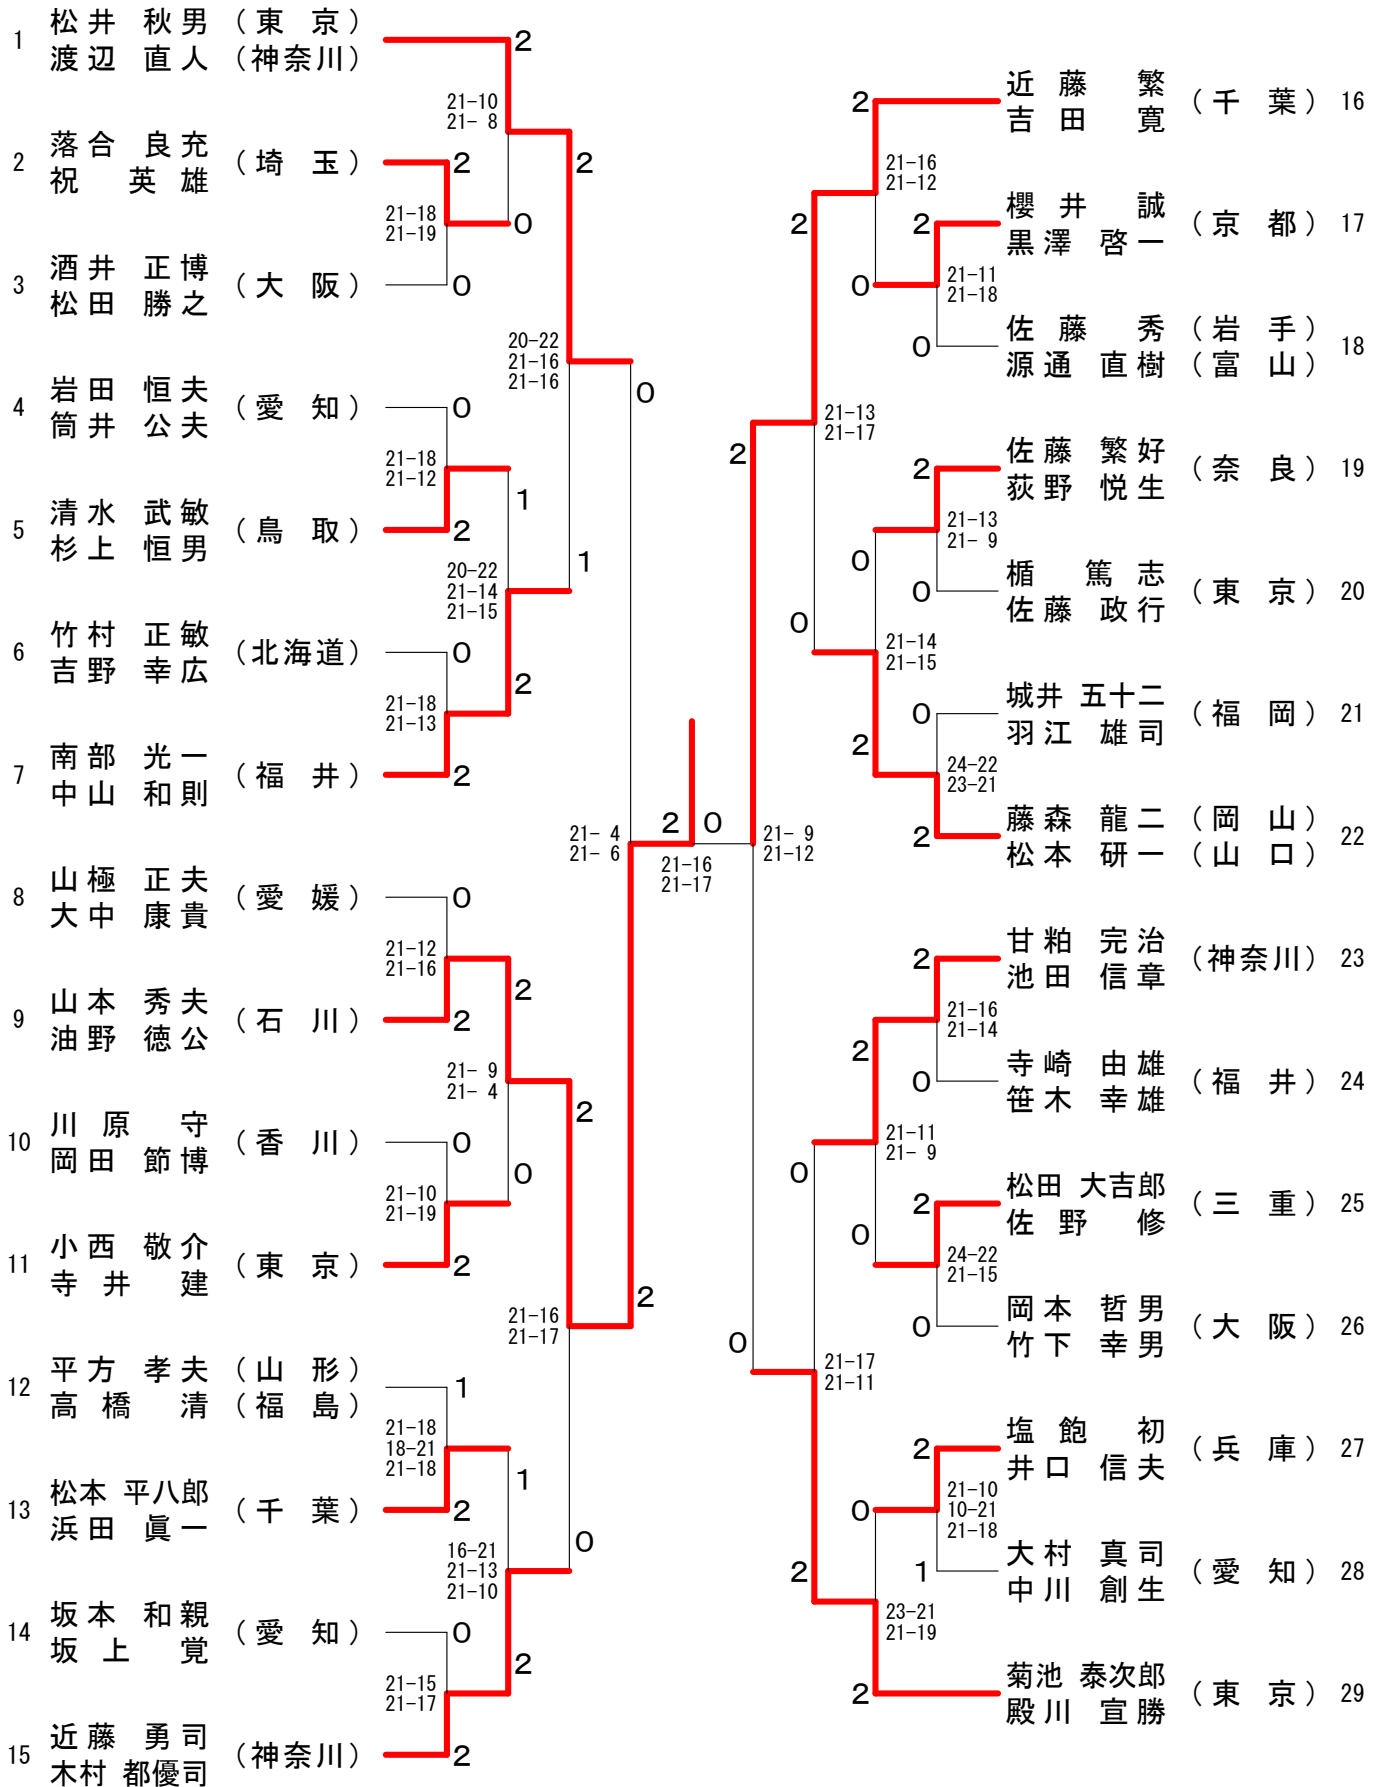 1 松井 秋男 (東 京)
渡辺 直人 (神奈川)
2
21-10
21- 8
2 落合 良充 (埼 玉)
祝 英雄
2
2
21-18
21-19
0
3 酒井 正博 (大 阪)
松田 勝之
0
20-22
21-16
21-16
0
4 岩田 恒夫 (愛 知)
筒井 公夫
0
21-18
21-12
1
5 清水 武敏 (鳥 取)
杉上 恒男
2
1
20-22
21-14
21-15
6 竹村 正敏 (北海道)
吉野 幸広
0
2
21-18
21-13
7 南部 光一 (福 井)
中山 和則
2
21- 4
21- 6
2 0
21-16
21-17
8 山極 正夫 (愛 媛)
大中 康貴
0
21-12
21-16
2
9 山本 秀夫 (石 川)
油野 徳公
2
21- 9
21- 4
2
10 川原 守 (香 川)
岡田 節博
0
0
21-10
21-19
11 小西 敬介 (東 京)
寺井 建
2
2
21-16
21-17
12 平方 孝夫 (山 形)
高橋 清 (福 島)
1
21-18
18-21
21-18
1
13 松本 平八郎 (千 葉)
浜田 眞一
2
0
16-21
21-13
21-10
14 坂本 和親 (愛 知)
坂上 覚
0
2
21-15
21-17
15 近藤 勇司 (神奈川)
木村 都優司
2
2
近藤 繁 (千 葉) 16
吉田 寛
21-16
21-12
2
2
櫻井 誠 (京 都) 17
黒澤 啓一
0
21-11
21-18
0
佐藤 秀 (岩 手) 18
源通 直樹 (富 山)
21-13
21-17
2
2
佐藤 繁好 (奈 良) 19
荻野 悦生
21-13
21- 9
0
0
楯 篤志 (東 京) 20
佐藤 政行
0
21-14
21-15
0
城井 五十二 (福 岡) 21
羽江 雄司
2
24-22
23-21
2
藤森 龍二 (岡 山) 22
松本 研一 (山 口)
21- 9
21-12
2
甘粕 完治 (神奈川) 23
池田 信章
21-16
21-14
2
0
寺崎 由雄 (福 井) 24
笹木 幸雄
21-11
21- 9
0
2
松田 大吉郎 (三 重) 25
佐野 修
0
24-22
21-15
0
岡本 哲男 (大 阪) 26
竹下 幸男
0
21-17
21-11
2
塩飽 初 (兵 庫) 27
井口 信夫
0
21-10
10-21
21-18
2
1
大村 真司 (愛 知) 28
中川 創生
23-21
21-19
2
菊池 泰次郎 (東 京) 29
殿川 宣勝